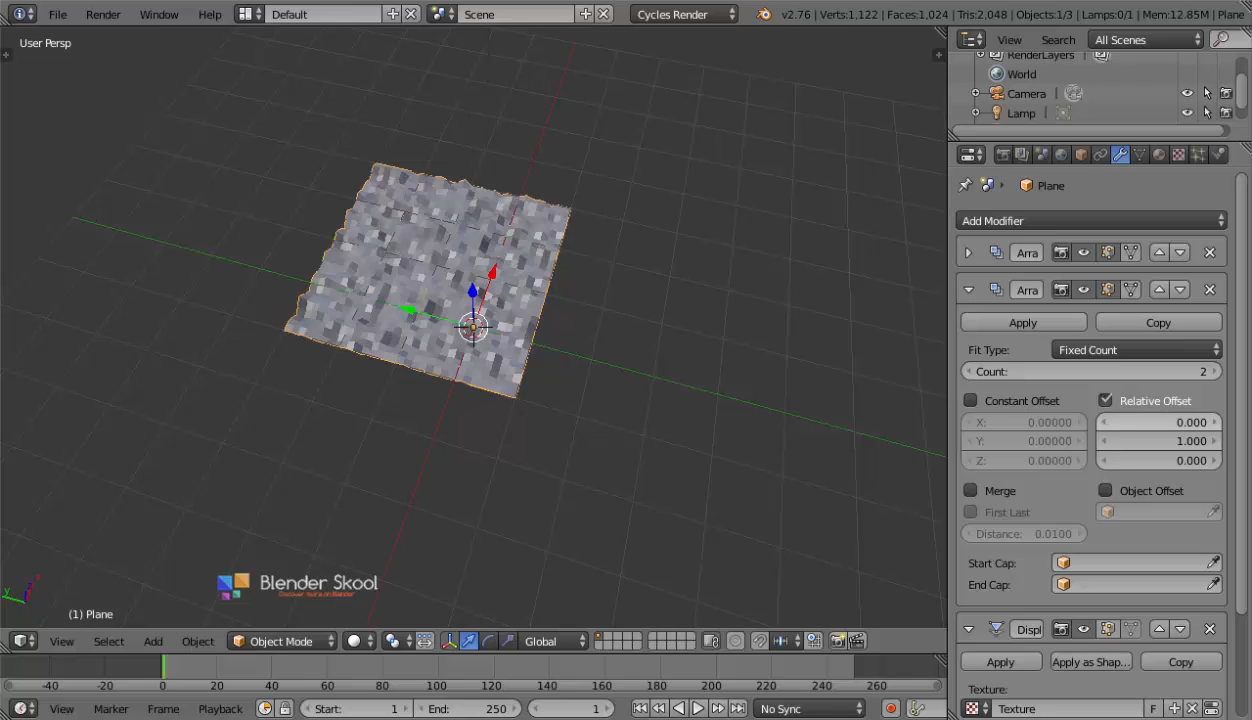 File Render Window Help Default Scene Cycles Render v2.76 | Verts:1,122 | Faces:1,024 | Tris:2,048 | Objects:1/3 | Lamps:0/1 | Mem:12.85M | Plane
User Persp
View Search All Scenes
RenderLayers
World
Camera
Lamp
Plane
Add Modifier
Arra
Arra
Apply Copy
Fit Type: Fixed Count
Count: 2
Constant Offset Relative Offset
X: 0.00000 0.000
Y: 0.00000 1.000
Z: 0.00000 0.000
Merge Object Offset
First Last
Distance: 0.0100
Start Cap:
End Cap:
Blender Skool
Discover more on Blender
(1) Plane
Displ
View Select Add Object Object Mode Global
Apply Apply as Shap... Copy
Texture:
-40 -20 0 20 40 60 80 100 120 140 160 180 200 220 240 260
View Marker Frame Playback Start: 1 End: 250 1 No Sync
Texture F